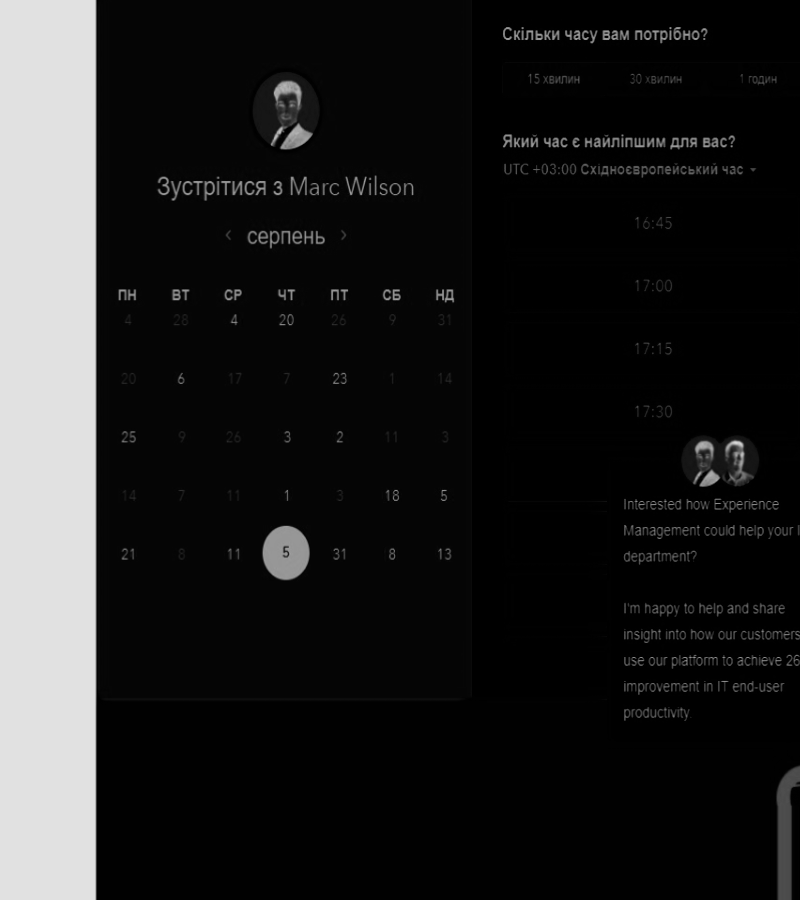 Зустрітися з Marc Wilson
‹ серпень ›
ПН ВТ СР ЧТ ПТ СБ НД
4 28 4 20 26 9 31
20 6 17 7 23 1 14
25 9 26 3 2 11 3
14 7 11 1 3 18 5
21 8 11 5 31 8 13
Скільки часу вам потрібно?
15 хвилин 30 хвилин 1 годин
Який час є найліпшим для вас?
UTC +03:00 Східноєвропейський час
16:45
17:00
17:15
17:30
Interested how Experience
Management could help your
department?
I'm happy to help and share
insight into how our customers
use our platform to achieve 26
improvement in IT end-user
productivity.